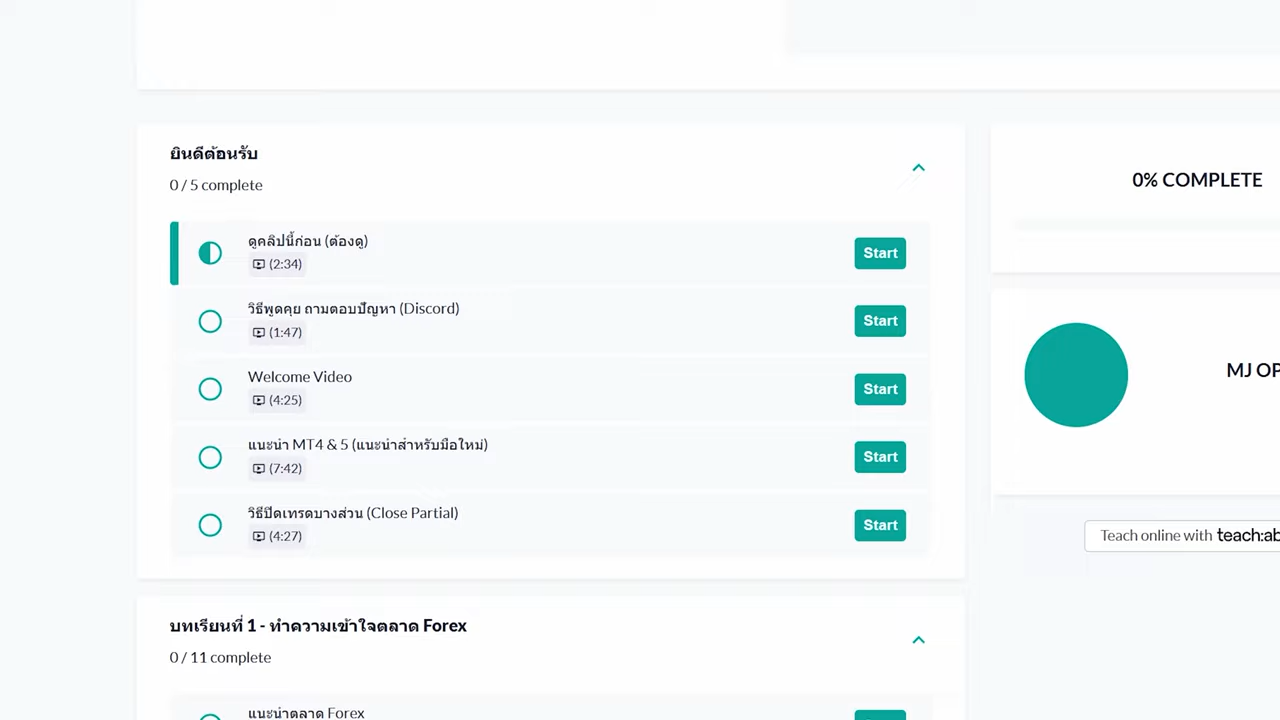 ยินดีต้อนรับ
0 / 5 complete
ดูคลิปนี้ก่อน (ต้องดู)
(2:34)
Start
วิธีพูดคุย ถามตอบปัญหา (Discord)
(1:47)
Start
Welcome Video
(4:25)
Start
แนะนำ MT4 & 5 (แนะนำสำหรับมือใหม่)
(7:42)
Start
วิธีปิดเทรดบางส่วน (Close Partial)
(4:27)
Start
บทเรียนที่ 1 - ทำความเข้าใจตลาด Forex
0 / 11 complete
แนะนำตลาด Forex
0% COMPLETE
MJ OP
Teach online with teach:ab